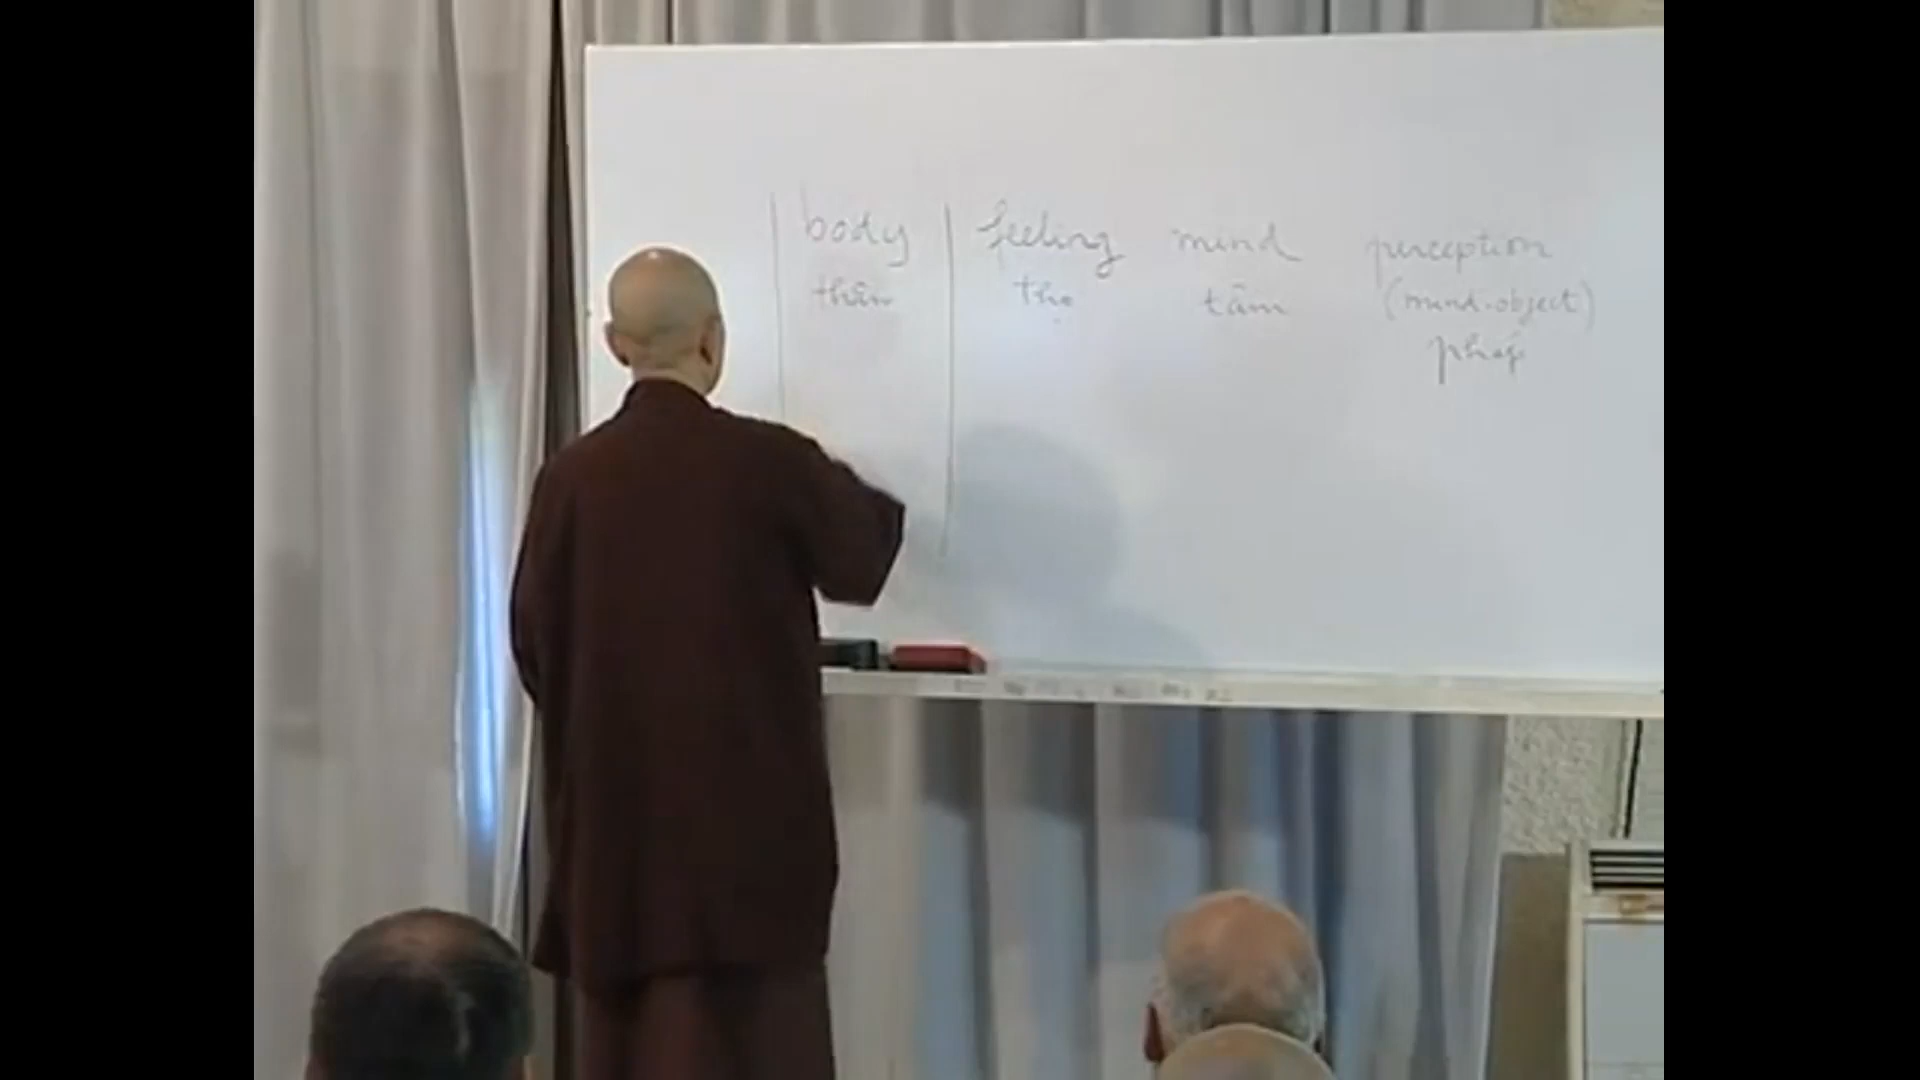 body feeling mind perception
thân thọ tâm (mind-object)
pháp